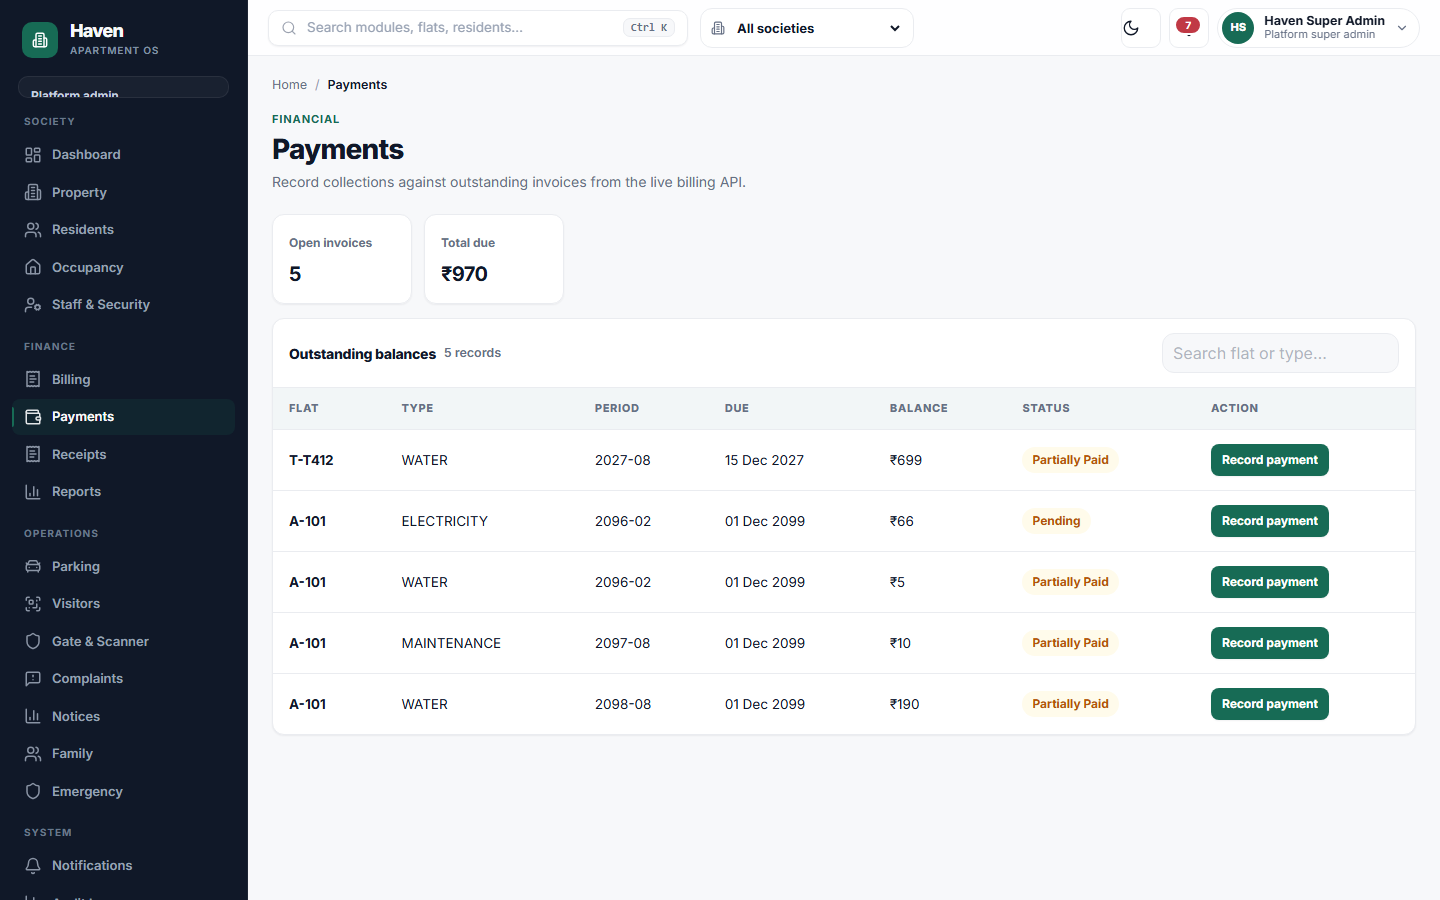 Haven
APARTMENT OS
Platform admin
SOCIETY
Dashboard
Property
Residents
Occupancy
Staff & Security
FINANCE
Billing
Payments
Receipts
Reports
OPERATIONS
Parking
Visitors
Gate & Scanner
Complaints
Notices
Family
Emergency
SYSTEM
Notifications
Search modules, flats, residents...
Ctrl K
All societies
7
HS
Haven Super Admin
Platform super admin
Home / Payments
FINANCIAL
Payments
Record collections against outstanding invoices from the live billing API.
Open invoices
5
Total due
₹970
Outstanding balances 5 records
Search flat or type...
FLAT TYPE PERIOD DUE BALANCE STATUS ACTION
T-T412 WATER 2027-08 15 Dec 2027 ₹699 Partially Paid Record payment
A-101 ELECTRICITY 2096-02 01 Dec 2099 ₹66 Pending Record payment
A-101 WATER 2096-02 01 Dec 2099 ₹5 Partially Paid Record payment
A-101 MAINTENANCE 2097-08 01 Dec 2099 ₹10 Partially Paid Record payment
A-101 WATER 2098-08 01 Dec 2099 ₹190 Partially Paid Record payment